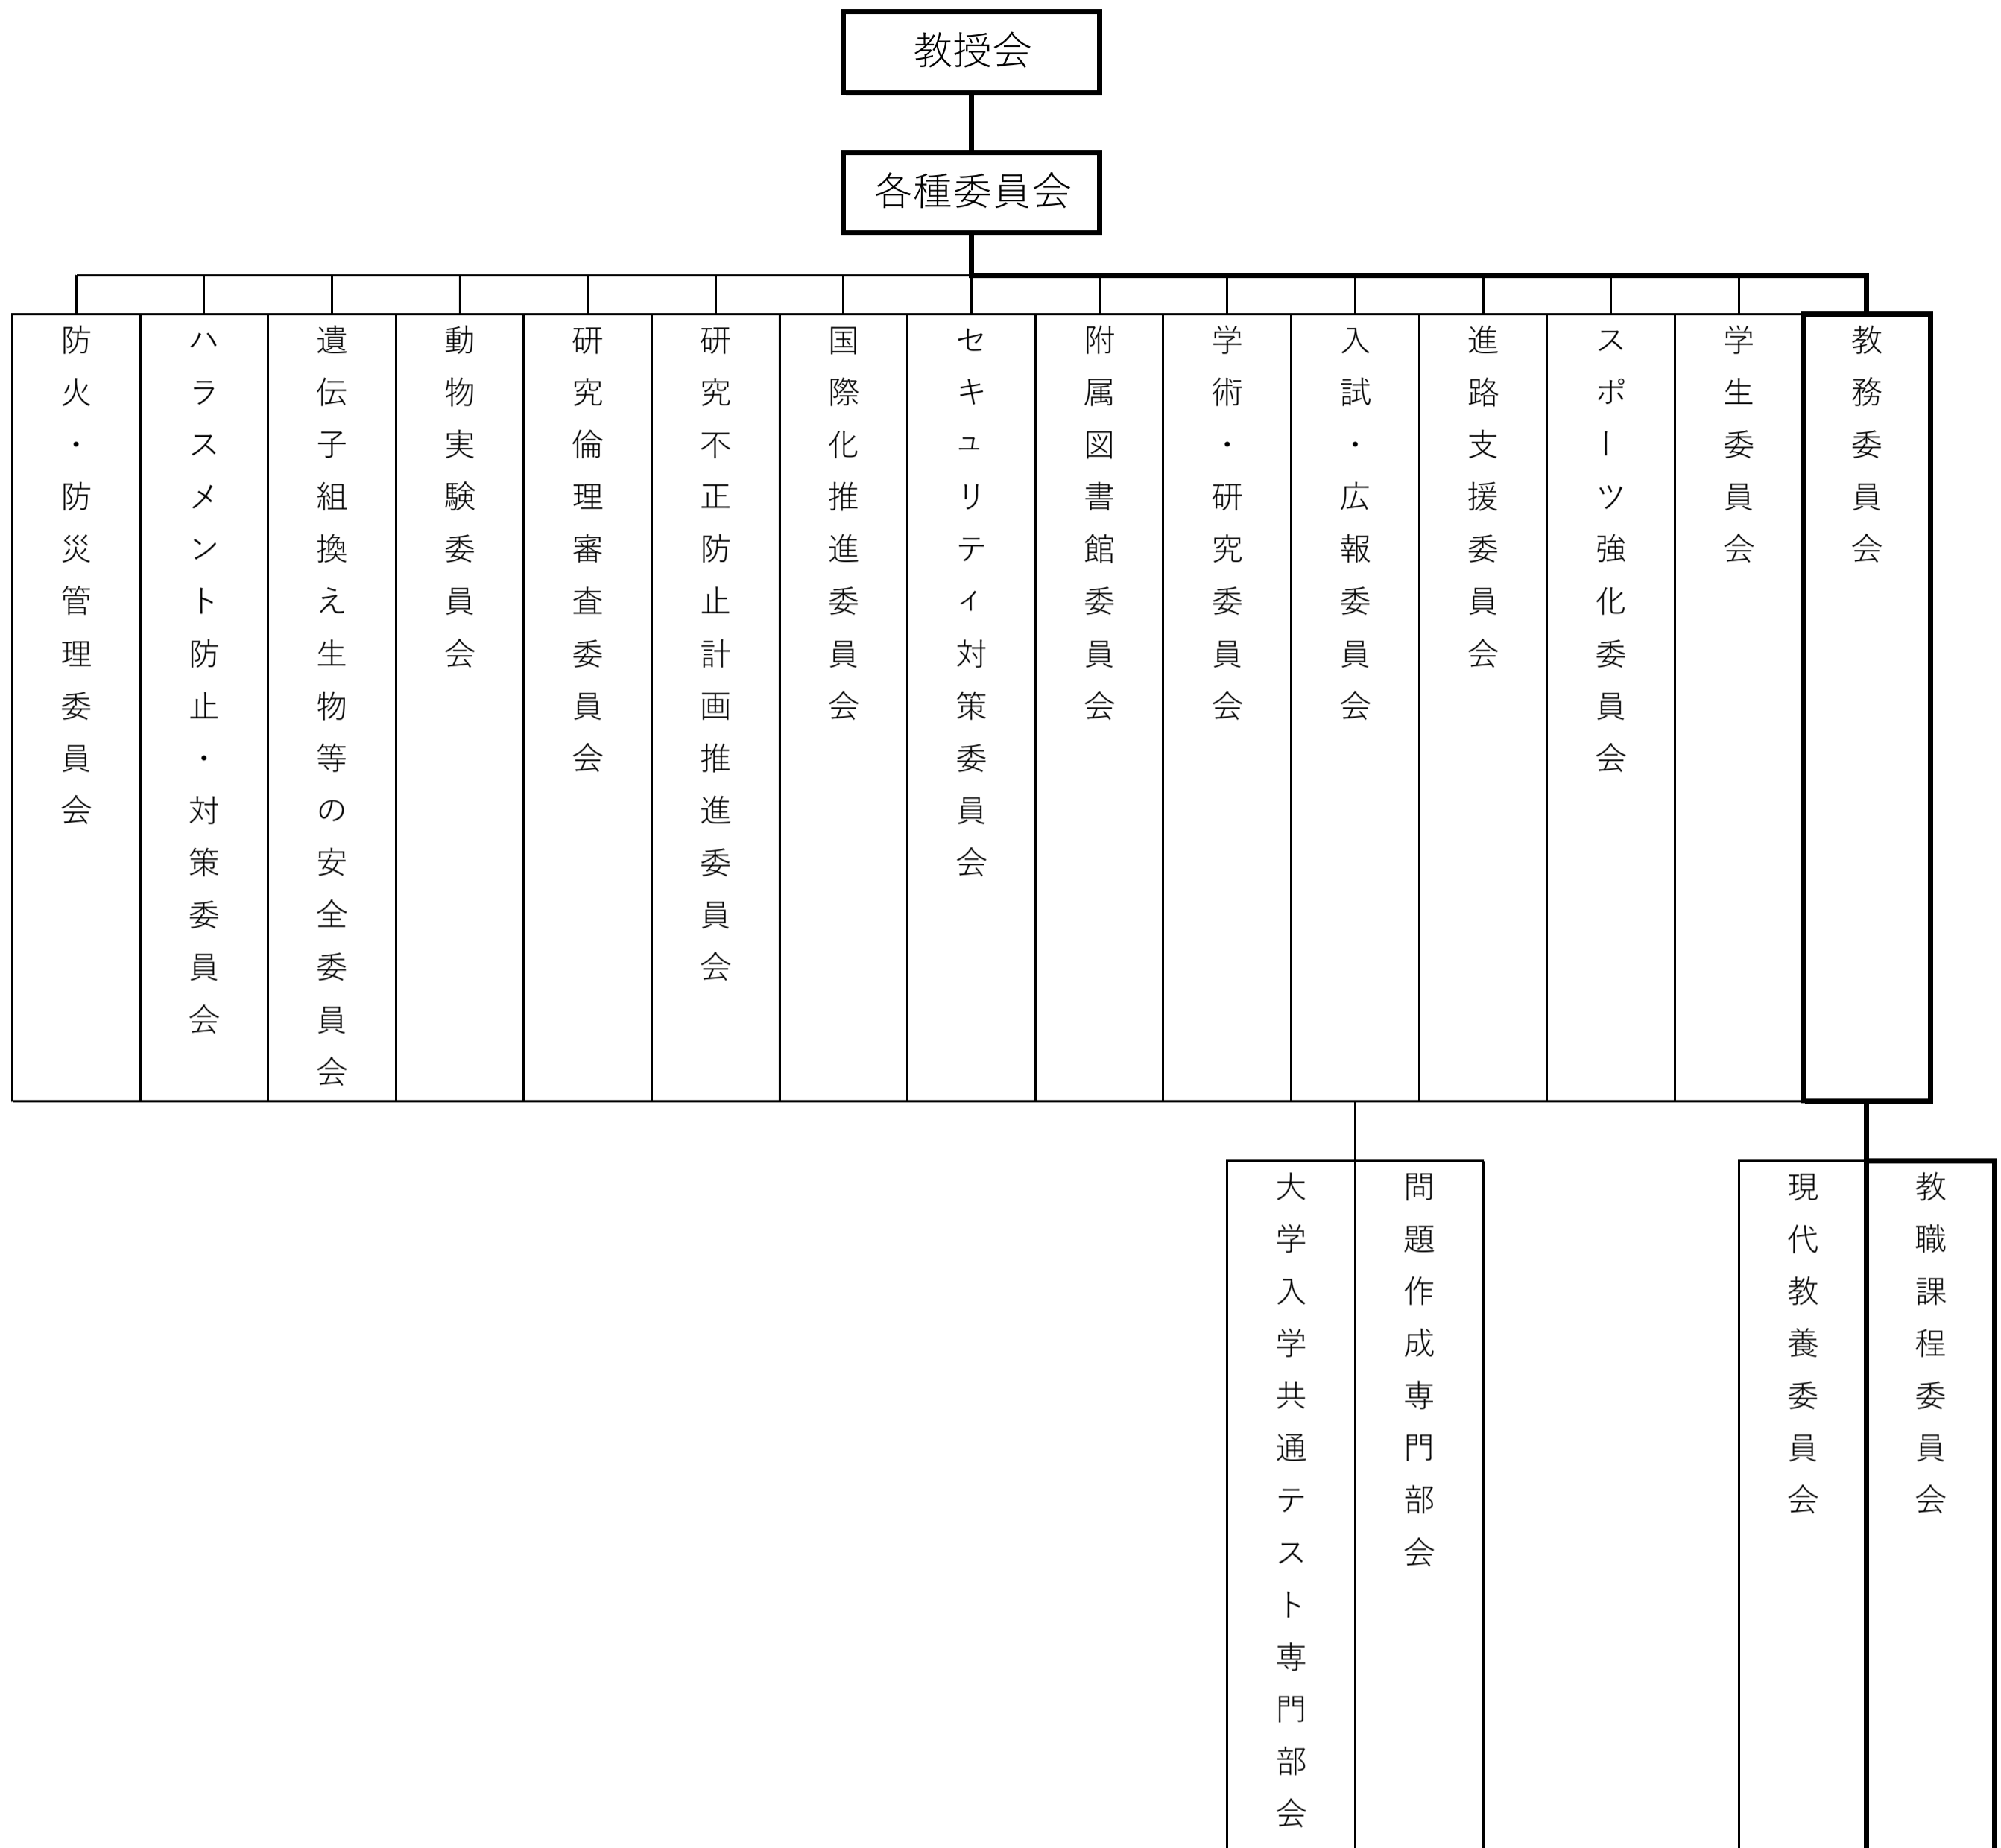 教授会
各種委員会
教務委員会
学生委員会
スポーツ強化委員会
進路支援委員会
入試・広報委員会
学術・研究委員会
附属図書館委員会
セキュリティ対策委員会
国際化推進委員会
研究不正防止計画推進委員会
研究倫理審査委員会
動物実験委員会
遺伝子組換え生物等の安全委員会
ハラスメント防止・対策委員会
防火・防災管理委員会
教職課程委員会
現代教養委員会
問題作成専門部会
大学入学共通テスト専門部会